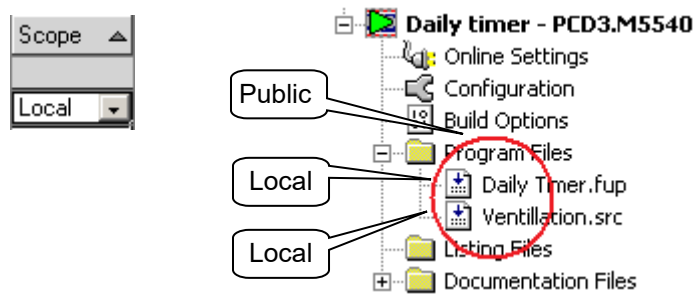 Scope
Local
Daily timer - PCD3.M5540
Online Settings
Configuration
Public
Build Options
Program Files
Local
Daily Timer.fup
Ventillation.src
Local
Listing Files
Documentation Files